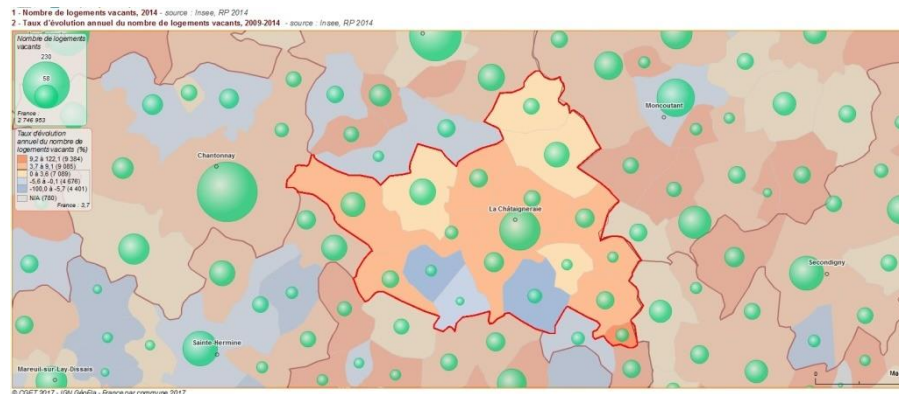 1 - Nombre de logements vacants, 2014 - source : Insee, RP 2014
2 - Taux d'évolution annuel du nombre de logements vacants, 2009-2014 - source : Insee, RP 2014
Nombre de logements
vacants
230
58
France :
2 746 953
Taux d'évolution
annuel du nombre de
logements vacants (%)
9,2 à 122,1 (9 384)
3,7 à 9,1 (9 085)
0 à 3,6 (7 089)
-5,6 à -0,1 (4 676)
-100,0 à -5,7 (4 401)
N/A (780)
France : 3,7
Moncoutant
Chantonnay
La Châtaigneraie
Secondigny
Sainte-Hermine
Mareuil-sur-Lay-Dissais
0
Ma
© CGET 2017 - IGN GéoFla - France par commune 2017